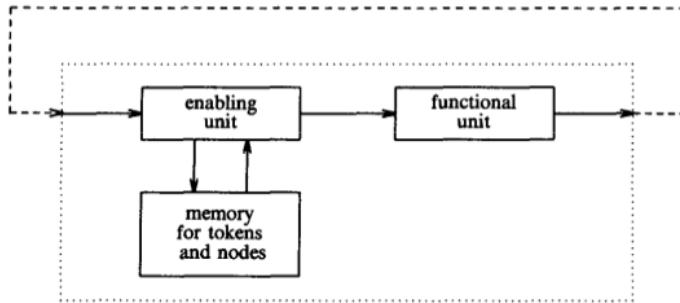 enabling
unit
functional
unit
memory
for tokens
and nodes